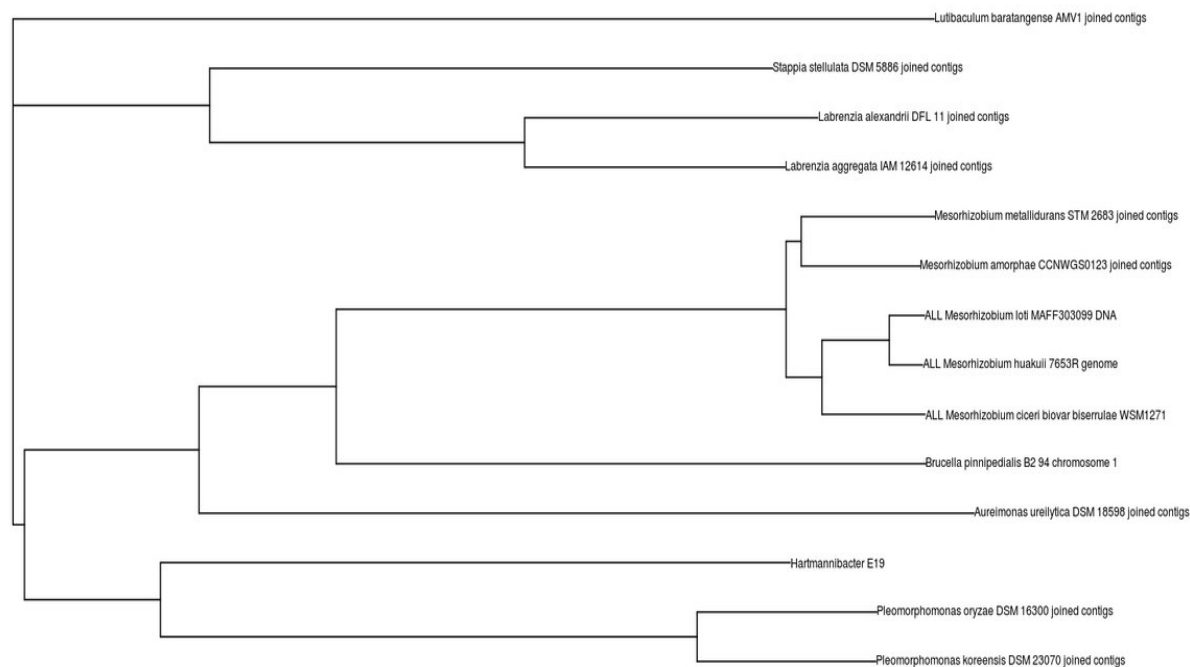 Lutibaculum baratangense AMV1 joined contigs
Stappia stellulata DSM 5886 joined contigs
Labrenzia alexandrii DFL 11 joined contigs
Labrenzia aggregata IAM 12614 joined contigs
Mesorhizobium metallidurans STM 2683 joined contigs
Mesorhizobium amorphae CCNWGS0123 joined contigs
ALL Mesorhizobium loti MAFF303099 DNA
ALL Mesorhizobium huakuii 7653R genome
ALL Mesorhizobium ciceri biovar biserrulae WSM1271
Brucella pinnipedialis B2 94 chromosome 1
Aureimonas ureilytica DSM 18598 joined contigs
Hartmannibacter E19
Pleomorphomonas oryzae DSM 16300 joined contigs
Pleomorphomonas koreensis DSM 23070 joined contigs